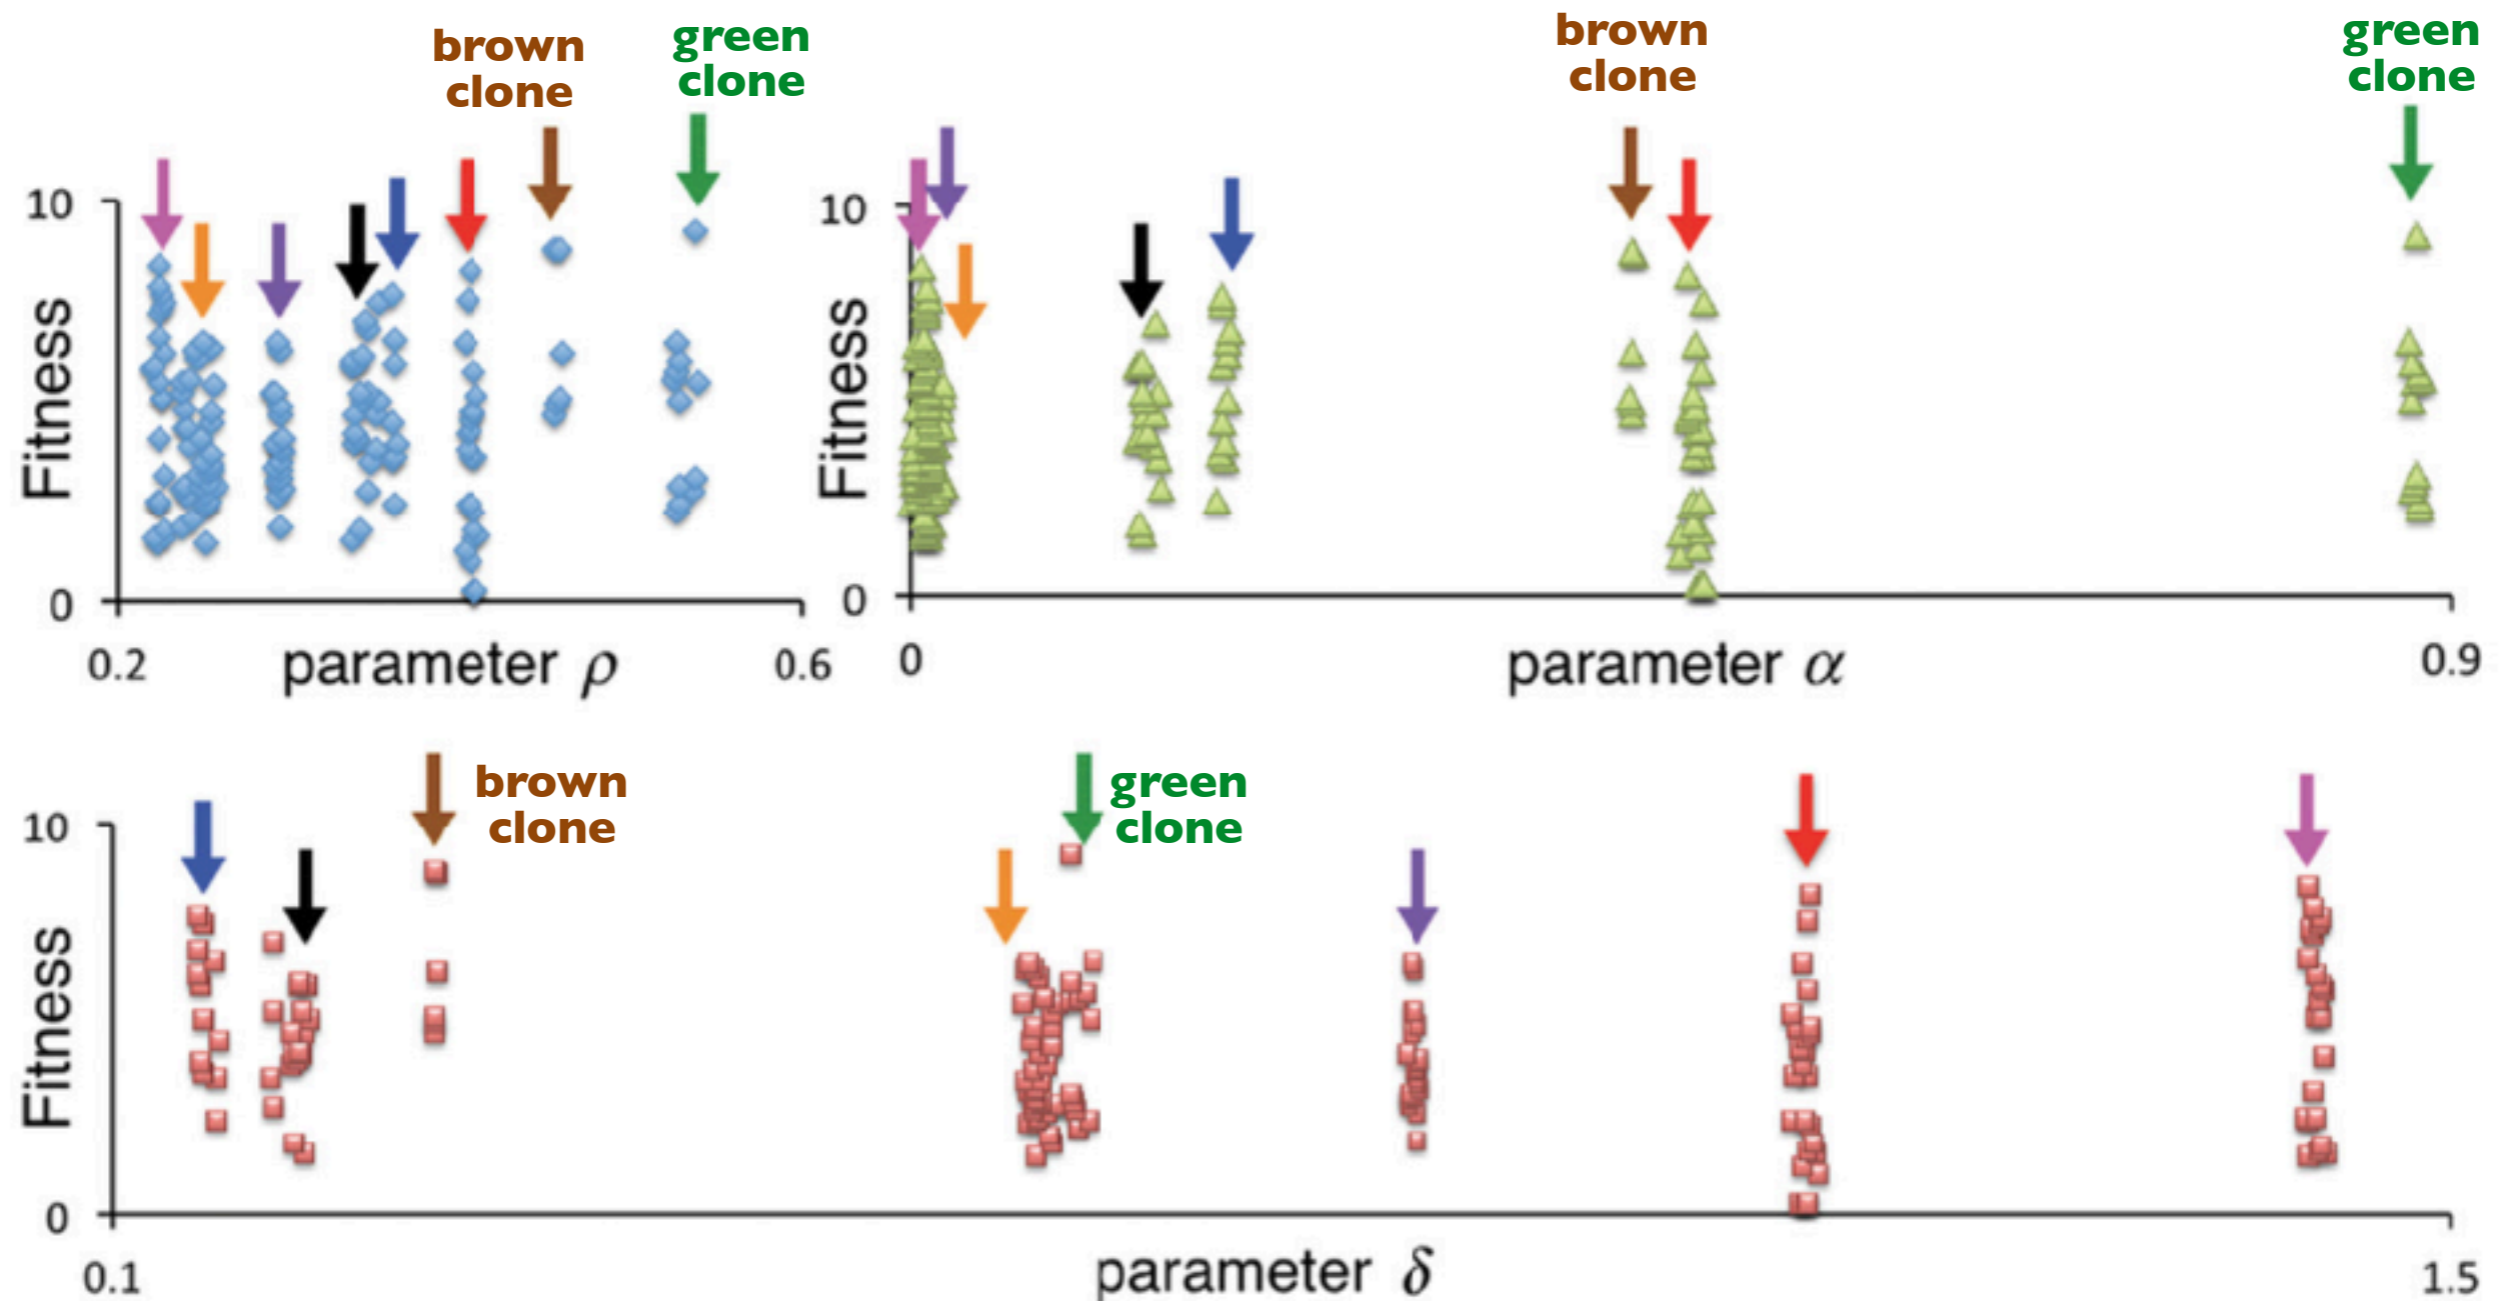 brown
clone
green
clone
10
Fitness
0
0.2
parameter ρ
0.6
brown
clone
green
clone
10
Fitness
0
0
parameter α
0.9
brown
clone
green
clone
10
Fitness
0
0.1
parameter δ
1.5